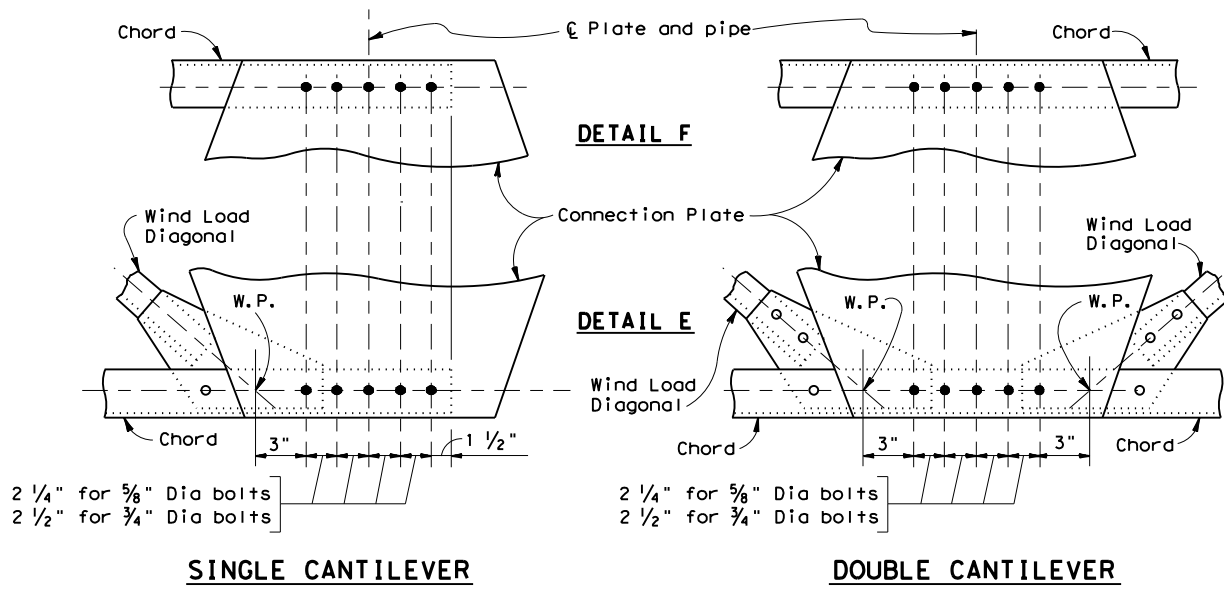 Chord
℄ Plate and pipe
Chord
DETAIL F
Wind Load
Diagonal
Connection Plate
Wind Load
Diagonal
W.P.
DETAIL E
W.P.
W.P.
Wind Load
Diagonal
Chord
3"
1 ½"
Chord
3"
3"
Chord
2 ¼" for ⅝" Dia bolts
2 ½" for ¾" Dia bolts
2 ¼" for ⅝" Dia bolts
2 ½" for ¾" Dia bolts
SINGLE CANTILEVER
DOUBLE CANTILEVER